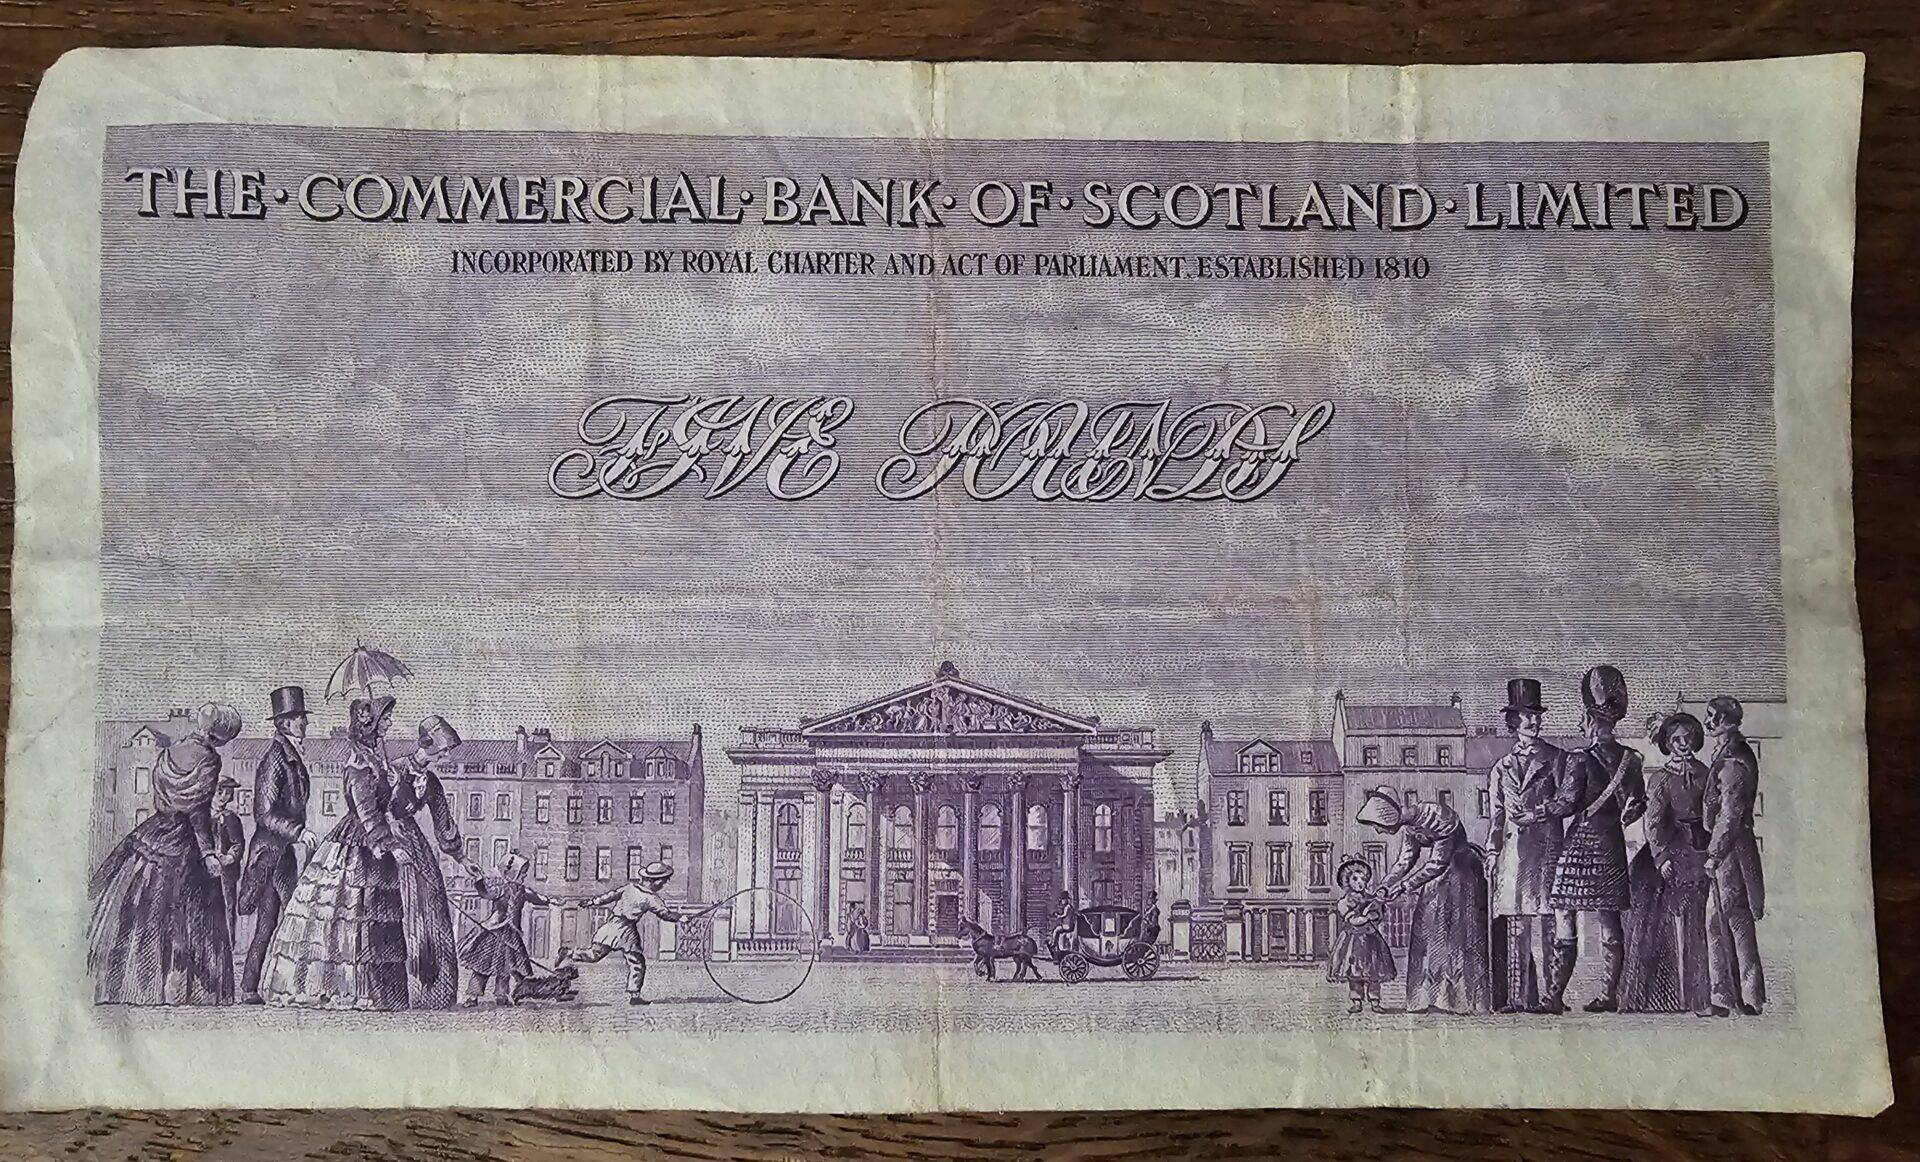 THE·COMMERCIAL·BANK·OF·SCOTLAND·LIMITED
INCORPORATED BY ROYAL CHARTER AND ACT OF PARLIAMENT. ESTABLISHED 1810
FIVE POUNDS